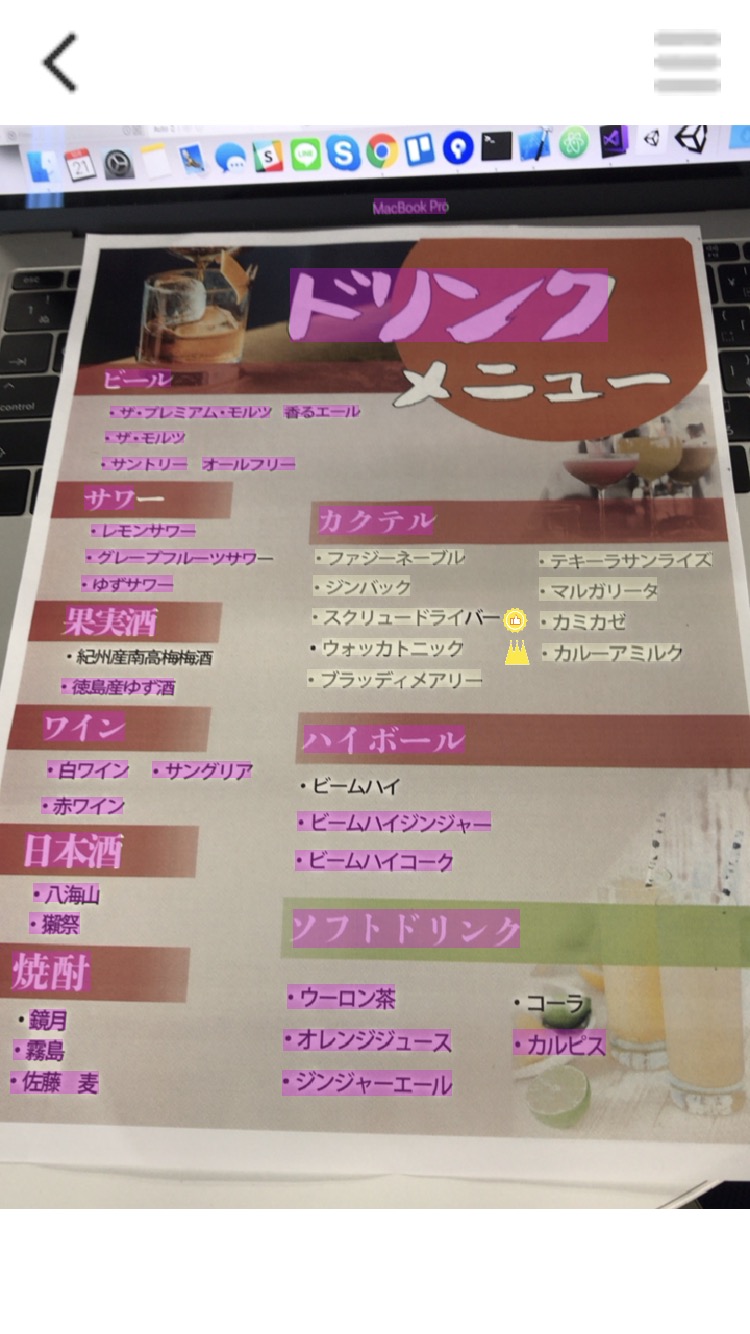 MacBook Pro
ドリンク
メニュー
ビール
・ザ・プレミアム・モルツ 香るエール
・ザ・モルツ
・サントリー オールフリー
サワー
・レモンサワー
・グレープフルーツサワー
・ゆずサワー
果実酒
・紀州産南高梅梅酒
・徳島産ゆず酒
ワイン
・白ワイン ・サングリア
・赤ワイン
日本酒
・八海山
・獺祭
焼酎
・鏡月
・霧島
・佐藤 麦
カクテル
・ファジーネーブル
・ジンバック
・スクリュードライバー
・ウォッカトニック
・ブラッディメアリー
・テキーラサンライズ
・マルガリータ
・カミカゼ
・カルーアミルク
ハイボール
・ビームハイ
・ビームハイジンジャー
・ビームハイコーク
ソフトドリンク
・ウーロン茶
・オレンジジュース
・ジンジャーエール
・コーラ
・カルピス
esc
control